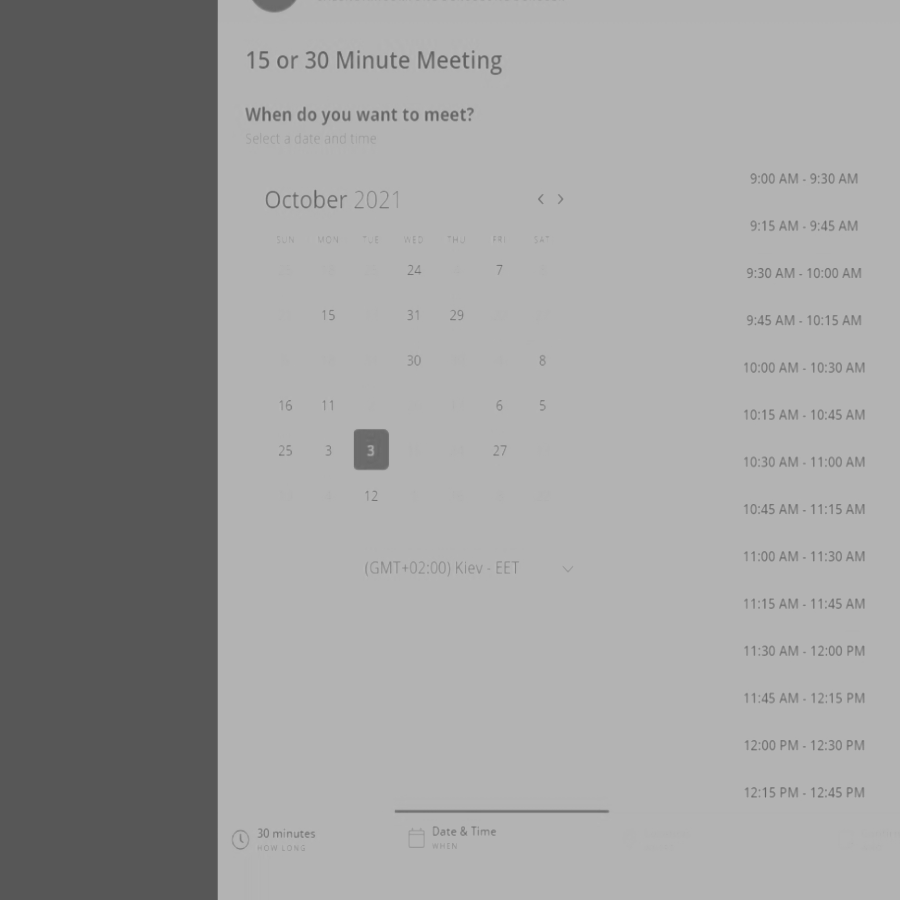 15 or 30 Minute Meeting
When do you want to meet?
Select a date and time
October 2021
SUN MON TUE WED THU FRI SAT
24 7
15 31 29
30 8
16 11 6 5
25 3 3 27
12
(GMT+02:00) Kiev - EET
9:00 AM - 9:30 AM
9:15 AM - 9:45 AM
9:30 AM - 10:00 AM
9:45 AM - 10:15 AM
10:00 AM - 10:30 AM
10:15 AM - 10:45 AM
10:30 AM - 11:00 AM
10:45 AM - 11:15 AM
11:00 AM - 11:30 AM
11:15 AM - 11:45 AM
11:30 AM - 12:00 PM
11:45 AM - 12:15 PM
12:00 PM - 12:30 PM
12:15 PM - 12:45 PM
30 minutes
HOW LONG
Date & Time
WHEN